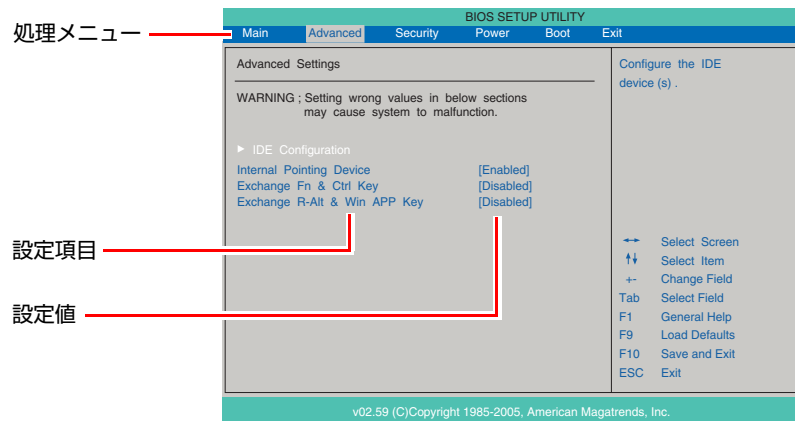 BIOS SETUP UTILITY
処理メニュー
Main Advanced Security Power Boot Exit
Advanced Settings
WARNING ; Setting wrong values in below sections
may cause system to malfunction.
▶ IDE Configuration
Internal Pointing Device [Enabled]
Exchange Fn & Ctrl Key [Disabled]
Exchange R-Alt & Win APP Key [Disabled]
設定項目
設定値
Configure the IDE
device (s) .
←→ Select Screen
↑↓ Select Item
+- Change Field
Tab Select Field
F1 General Help
F9 Load Defaults
F10 Save and Exit
ESC Exit
v02.59 (C)Copyright 1985-2005, American Magatrends, Inc.